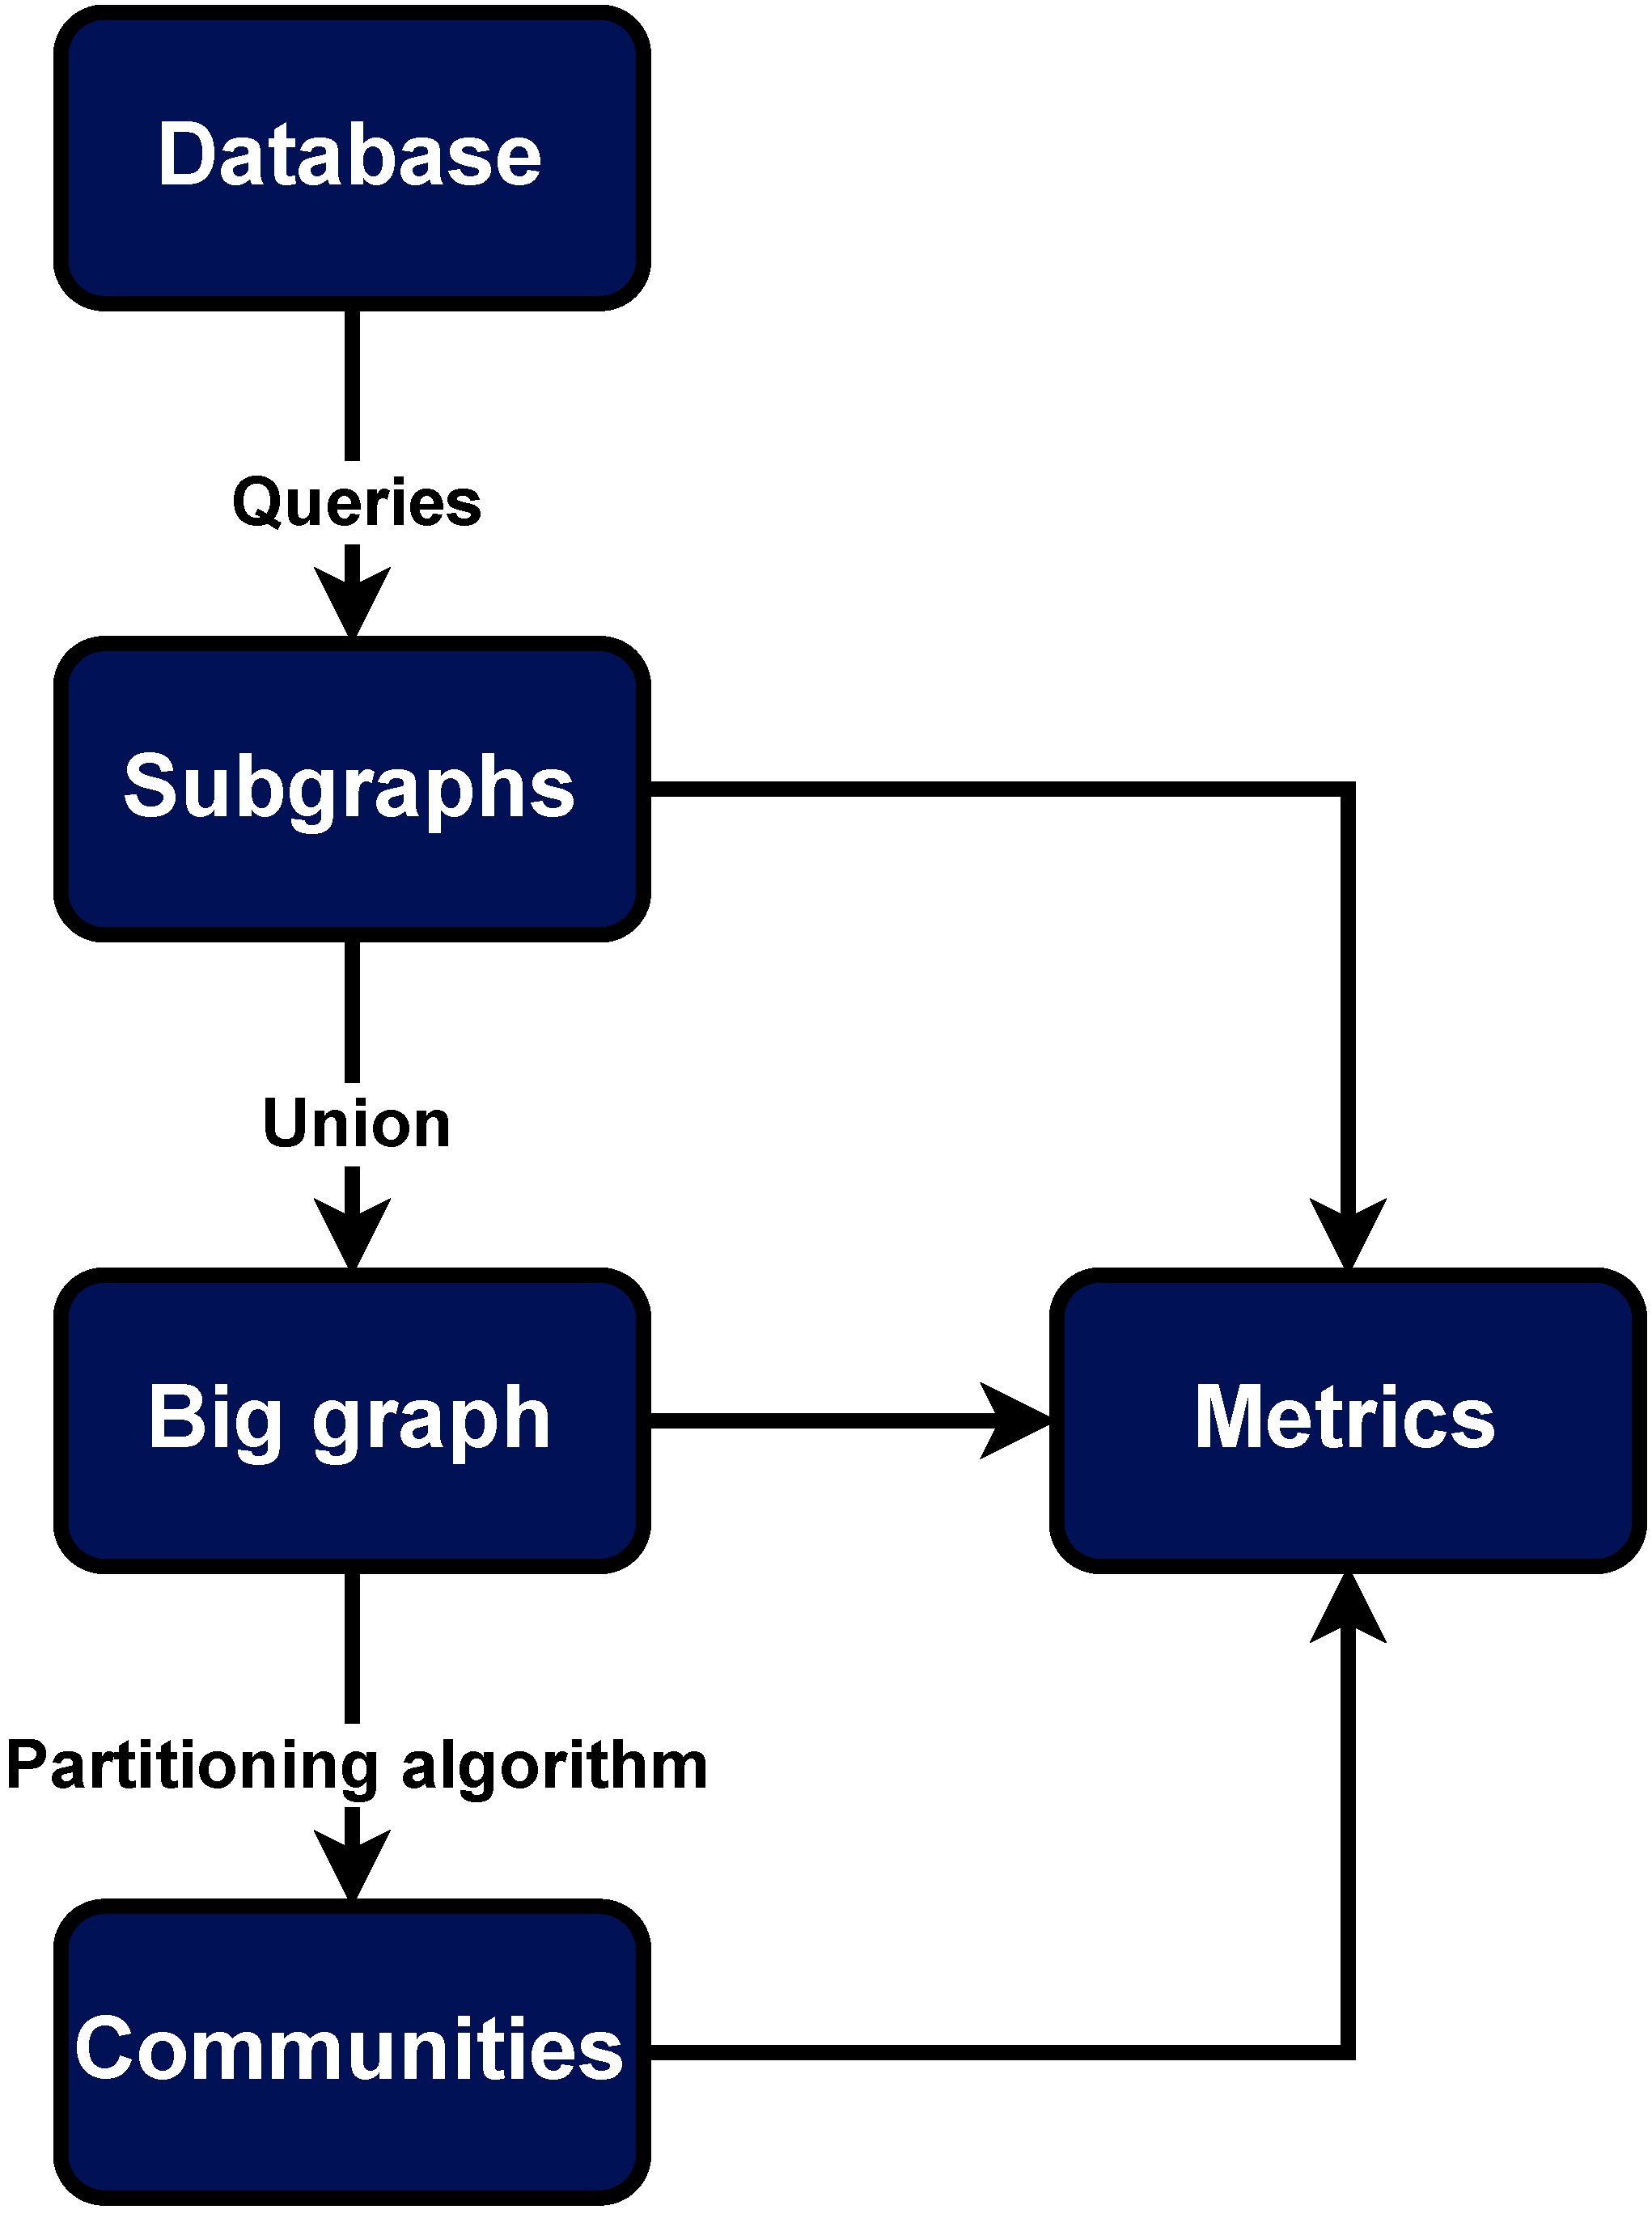 Database
Queries
Subgraphs
Union
Big graph
Metrics
Partitioning algorithm
Communities